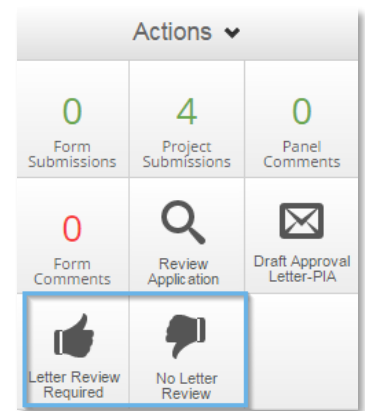 Actions
0 4 0
Form Project Panel
Submissions Submissions Comments
0
Form Review Draft Approval
Comments Application Letter-PIA
Letter Review No Letter
Required Review